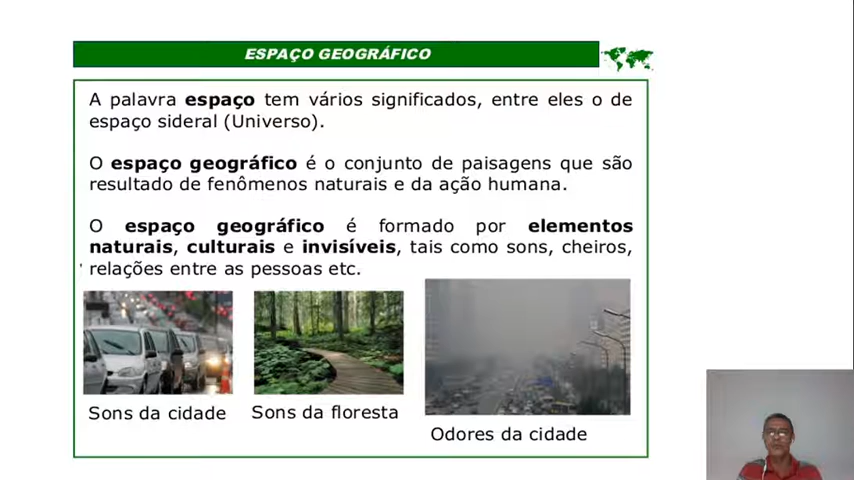 ESPAÇO GEOGRÁFICO
A palavra espaço tem vários significados, entre eles o de
espaço sideral (Universo).
O espaço geográfico é o conjunto de paisagens que são
resultado de fenômenos naturais e da ação humana.
O espaço geográfico é formado por elementos
naturais, culturais e invisíveis, tais como sons, cheiros,
relações entre as pessoas etc.
Sons da cidade
Sons da floresta
Odores da cidade